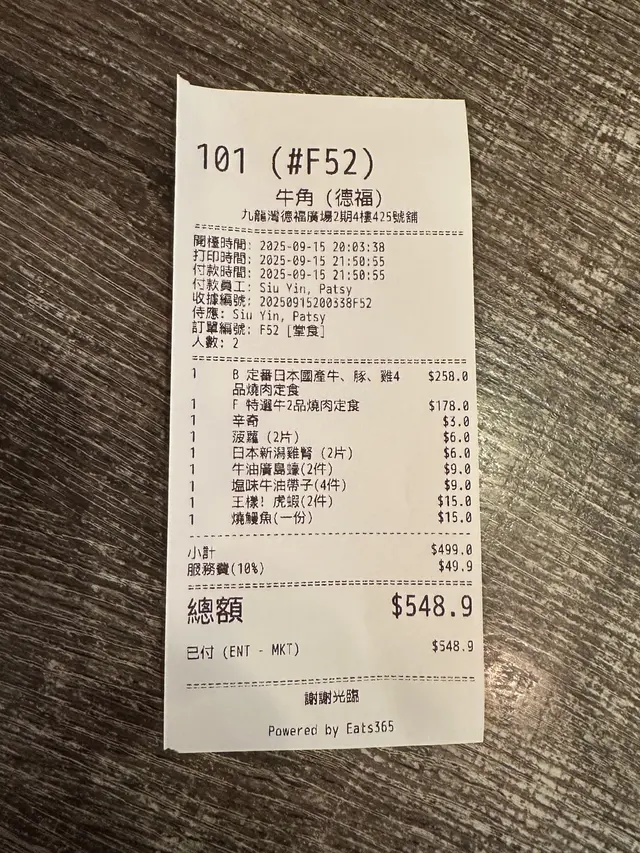 101 (#F52)
牛角 (德福)
九龍灣德福廣場2期4樓425號舖
開檯時間: 2025-09-15 20:03:38
打印時間: 2025-09-15 21:50:55
付款時間: 2025-09-15 21:50:55
付款員工: Siu Yin, Patsy
收據編號: 20250915200338F52
侍應: Siu Yin, Patsy
訂單編號: F52 [堂食]
人數: 2
1 B 定番日本國產牛、豚、雞4 $258.0
品燒肉定食
1 F 特選牛2品燒肉定食 $178.0
1 辛奇 $3.0
1 菠蘿 (2片) $6.0
1 日本新潟雞腎 (2片) $6.0
1 牛油廣島蠔(2件) $9.0
1 塩味牛油帶子(4件) $9.0
1 王樣! 虎蝦(2件) $15.0
1 燒鰻魚(一份) $15.0
小計 $499.0
服務費(10%) $49.9
總額 $548.9
已付 (ENT - MKT) $548.9
謝謝光臨
Powered by Eats365